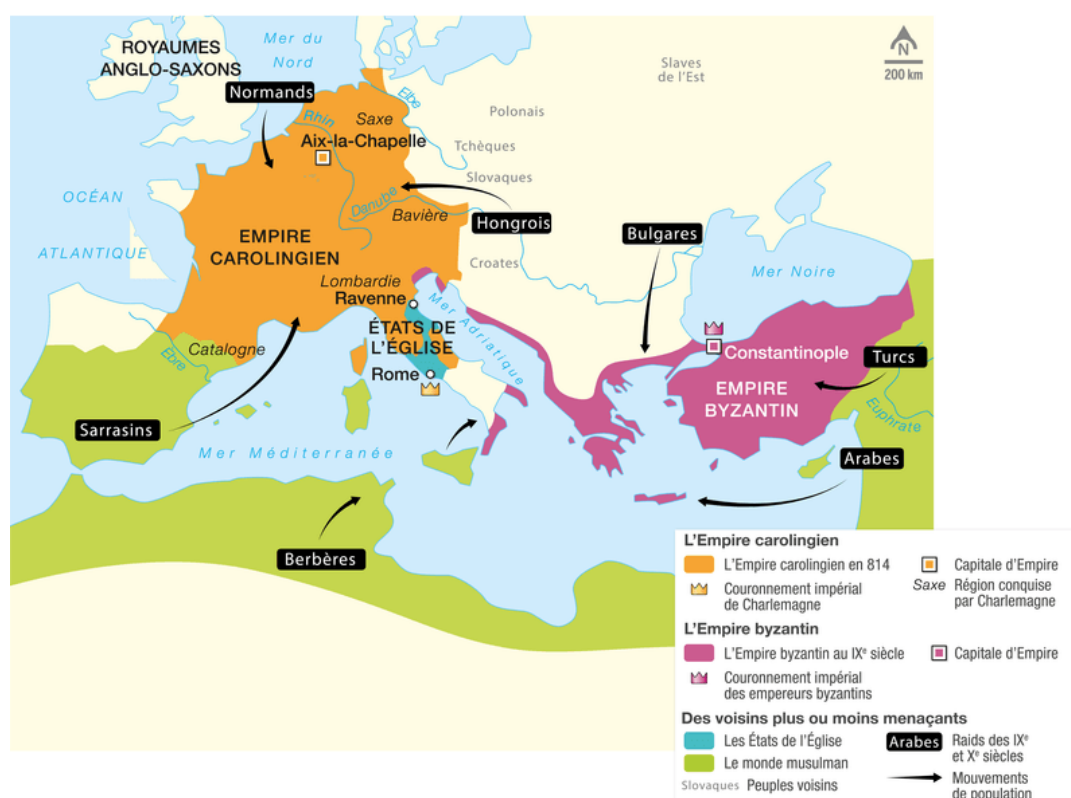 ROYAUMES
ANGLO-SAXONS
Mer du
Nord
N
200 km
Slaves
de l'Est
Normands
Elbe
Polonais
Rhin
Saxe
Aix-la-Chapelle
Tchèques
Slovaques
OCÉAN
ATLANTIQUE
Danube
Bavière
Hongrois
Bulgares
EMPIRE
CAROLINGIEN
Croates
Mer Noire
Lombardie
Ravenne
Mer Adriatique
ÉTATS DE
L'ÉGLISE
Catalogne
Èbre
Rome
Constantinople
Turcs
EMPIRE
BYZANTIN
Euphrate
Sarrasins
Mer Méditerranée
Arabes
Berbères
L'Empire carolingien
L'Empire carolingien en 814
Capitale d'Empire
Couronnement impérial
de Charlemagne
Saxe Région conquise
par Charlemagne
L'Empire byzantin
L'Empire byzantin au IXe siècle
Capitale d'Empire
Couronnement impérial
des empereurs byzantins
Des voisins plus ou moins menaçants
Les États de l'Église
Arabes Raids des IXe
et Xe siècles
Le monde musulman
Slovaques Peuples voisins
Mouvements
de population